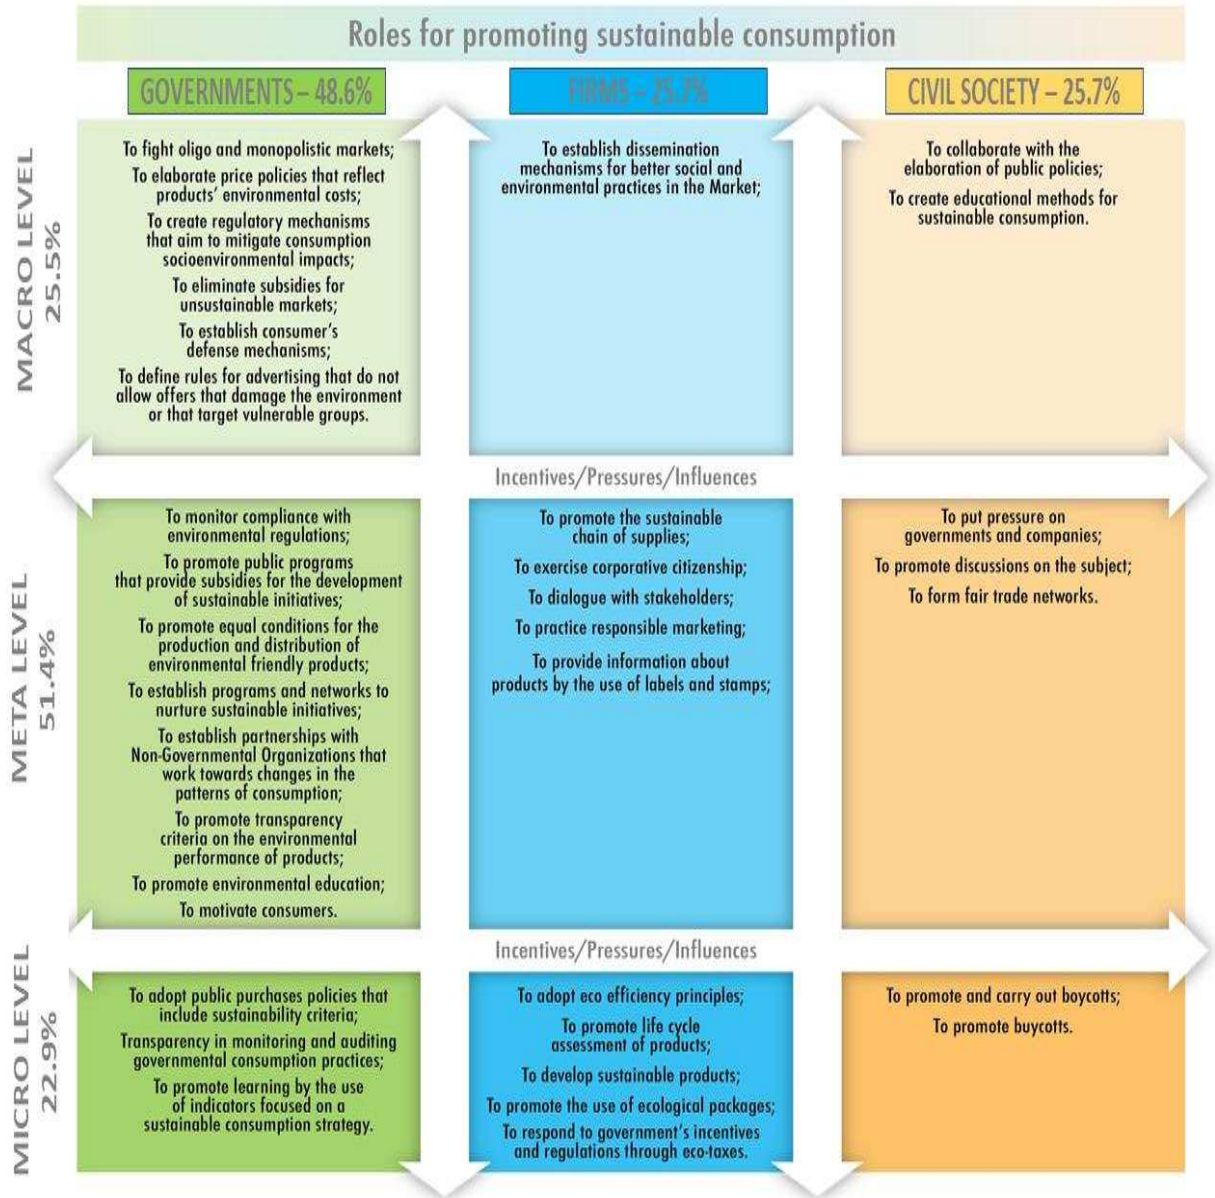 Roles for promoting sustainable consumption
GOVERNMENTS – 48.6%
FIRMS – 25.7%
CIVIL SOCIETY – 25.7%
MACRO LEVEL
25.5%
To fight oligo and monopolistic markets;
To elaborate price policies that reflect
products’ environmental costs;
To create regulatory mechanisms
that aim to mitigate consumption
socioenvironmental impacts;
To eliminate subsidies for
unsustainable markets;
To establish consumer’s
defense mechanisms;
To define rules for advertising that do not
allow offers that damage the environment
or that target vulnerable groups.
To establish dissemination
mechanisms for better social and
environmental practices in the Market;
To collaborate with the
elaboration of public policies;
To create educational methods for
sustainable consumption.
Incentives/Pressures/Influences
META LEVEL
51.4%
To monitor compliance with
environmental regulations;
To promote public programs
that provide subsidies for the development
of sustainable initiatives;
To promote equal conditions for the
production and distribution of
environmental friendly products;
To establish programs and networks to
nurture sustainable initiatives;
To establish partnerships with
Non-Governmental Organizations that
work towards changes in the
patterns of consumption;
To promote transparency
criteria on the environmental
performance of products;
To promote environmental education;
To motivate consumers.
To promote the sustainable
chain of supplies;
To exercise corporative citizenship;
To dialogue with stakeholders;
To practice responsible marketing;
To provide information about
products by the use of labels and stamps;
To put pressure on
governments and companies;
To promote discussions on the subject;
To form fair trade networks.
Incentives/Pressures/Influences
MICRO LEVEL
22.9%
To adopt public purchases policies that
include sustainability criteria;
Transparency in monitoring and auditing
governmental consumption practices;
To promote learning by the use
of indicators focused on a
sustainable consumption strategy.
To adopt eco efficiency principles;
To promote life cycle
assessment of products;
To develop sustainable products;
To promote the use of ecological packages;
To respond to government’s incentives
and regulations through eco-taxes.
To promote and carry out boycotts;
To promote buycotts.